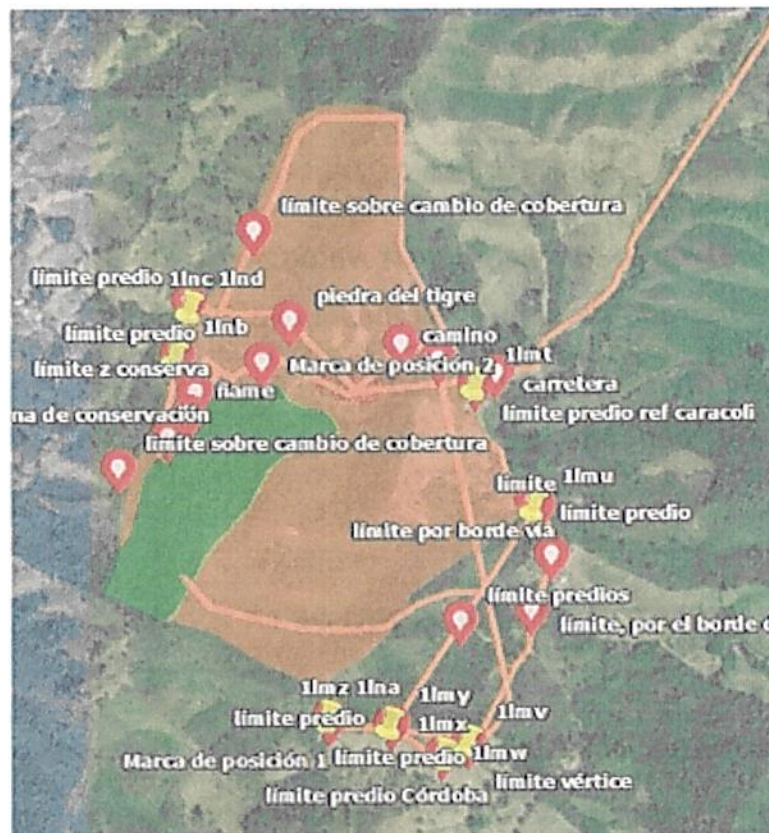 límite sobre cambio de cobertura
límite predio 1lnc 1lnd
piedra del tigre
límite predio 1lnb
camino
límite z conserva
Marca de posición 2
1lmt
ñame
carretera
na de conservación
límite predio ref caracoli
límite sobre cambio de cobertura
límite 1lmu
límite predio
límite por borde vía
límite predios
límite, por el borde d
1lmz 1lna
1lmy
límite predio
1lmx
1lmv
Marca de posición 1
límite predio
1lmw
límite vértice
límite predio Córdoba